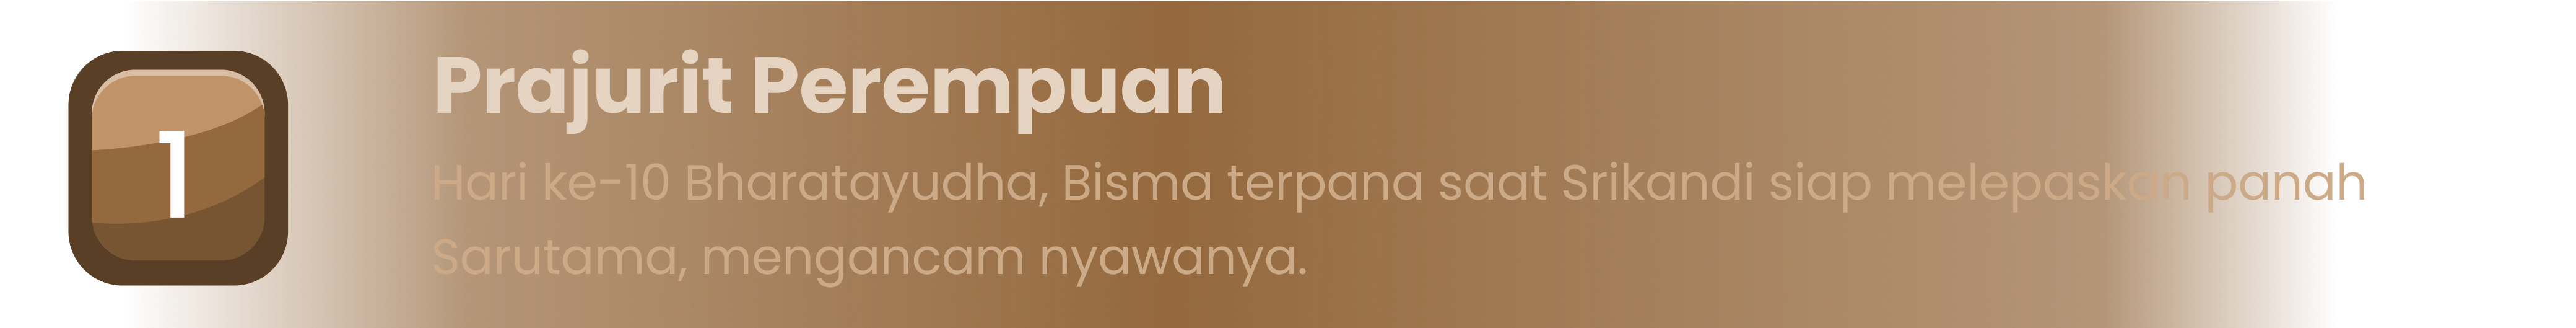 1
Prajurit Perempuan
Hari ke-10 Bharatayudha, Bisma terpana saat Srikandi siap melepaskan panah
Sarutama, mengancam nyawanya.